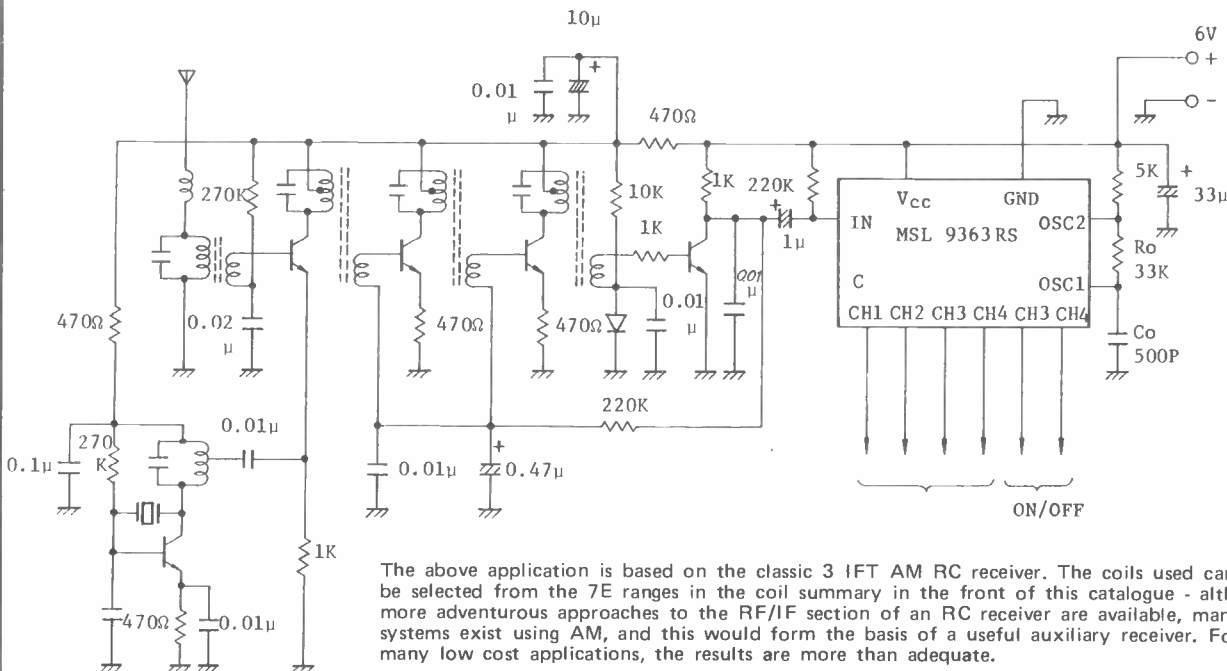 10µ
6V
+
+
0.01
µ
-
470Ω
270K
10K
1K
220K
+
5K
+
33µ
Vcc
GND
IN
MSL 9363RS
OSC2
1K
1µ
Ro
33K
C
OSC1
0.02
µ
0.01
µ
0.01
µ
CH1 CH2 CH3 CH4 CH3 CH4
470Ω
470Ω
470Ω
Co
500P
220K
0.01µ
270
K
0.1µ
+
0.01µ
0.47µ
ON/OFF
1K
470Ω
0.01µ
The above application is based on the classic 3 IFT AM RC receiver. The coils used can
be selected from the 7E ranges in the coil summary in the front of this catalogue - alth
more adventurous approaches to the RF/IF section of an RC receiver are available, man
systems exist using AM, and this would form the basis of a useful auxiliary receiver. Fo
many low cost applications, the results are more than adequate.